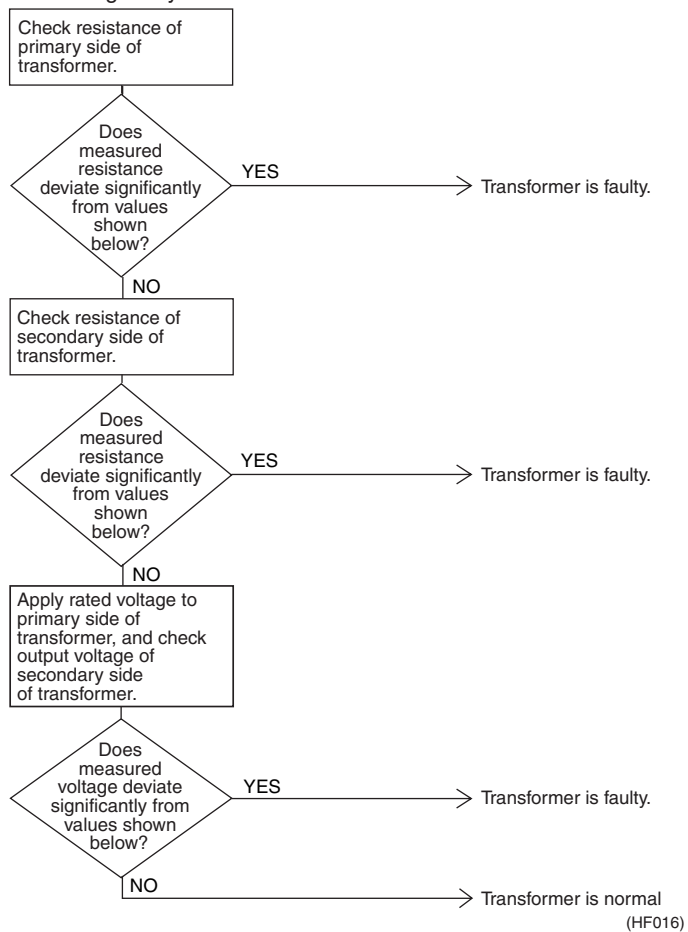 Check resistance of
primary side of
transformer.
Does
measured
resistance
deviate significantly
from values
shown
below?
YES
Transformer is faulty.
NO
Check resistance of
secondary side of
transformer.
Does
measured
resistance
deviate significantly
from values
shown
below?
YES
Transformer is faulty.
NO
Apply rated voltage to
primary side of
transformer, and check
output voltage of
secondary side
of transformer.
Does
measured
voltage deviate
significantly from
values shown
below?
YES
Transformer is faulty.
NO
Transformer is normal
(HF016)